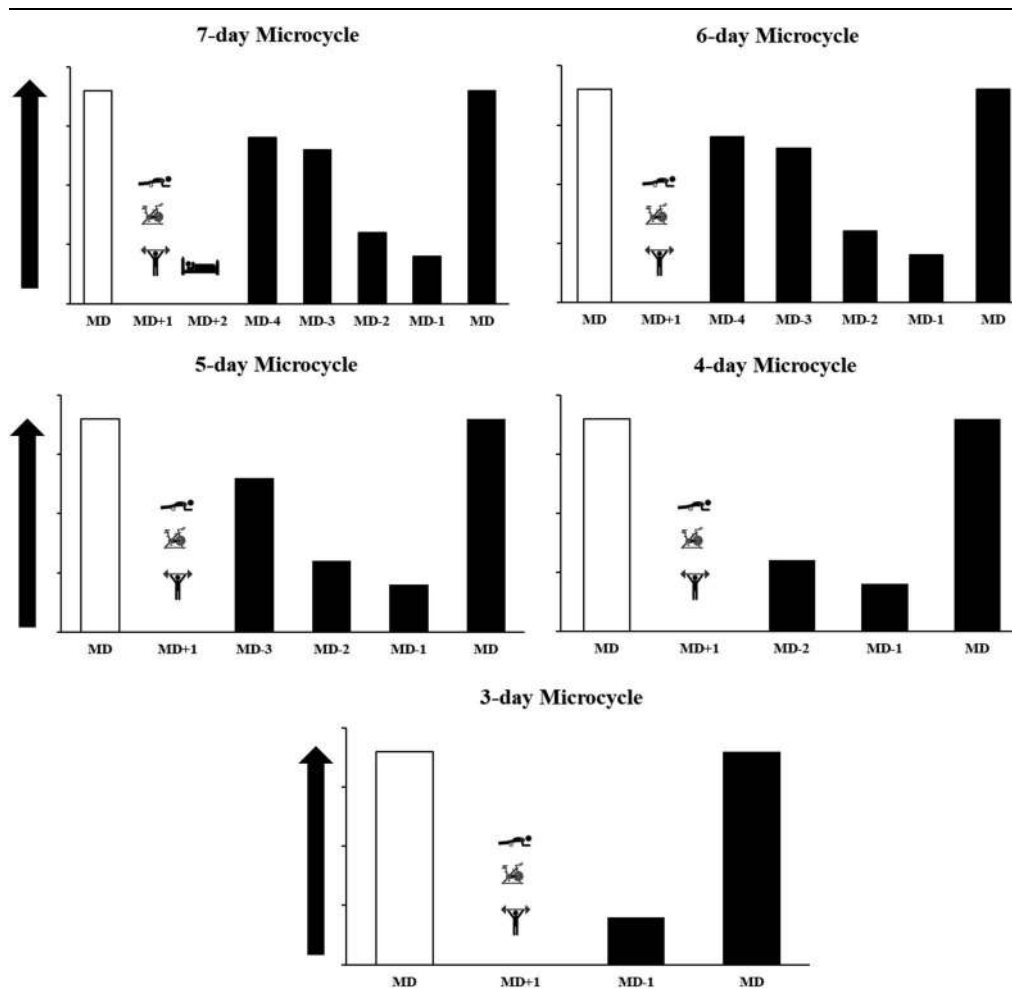 7-day Microcycle
MD MD+1 MD+2 MD-4 MD-3 MD-2 MD-1 MD
6-day Microcycle
MD MD+1 MD-4 MD-3 MD-2 MD-1 MD
5-day Microcycle
MD MD+1 MD-3 MD-2 MD-1 MD
4-day Microcycle
MD MD+1 MD-2 MD-1 MD
3-day Microcycle
MD MD+1 MD-1 MD